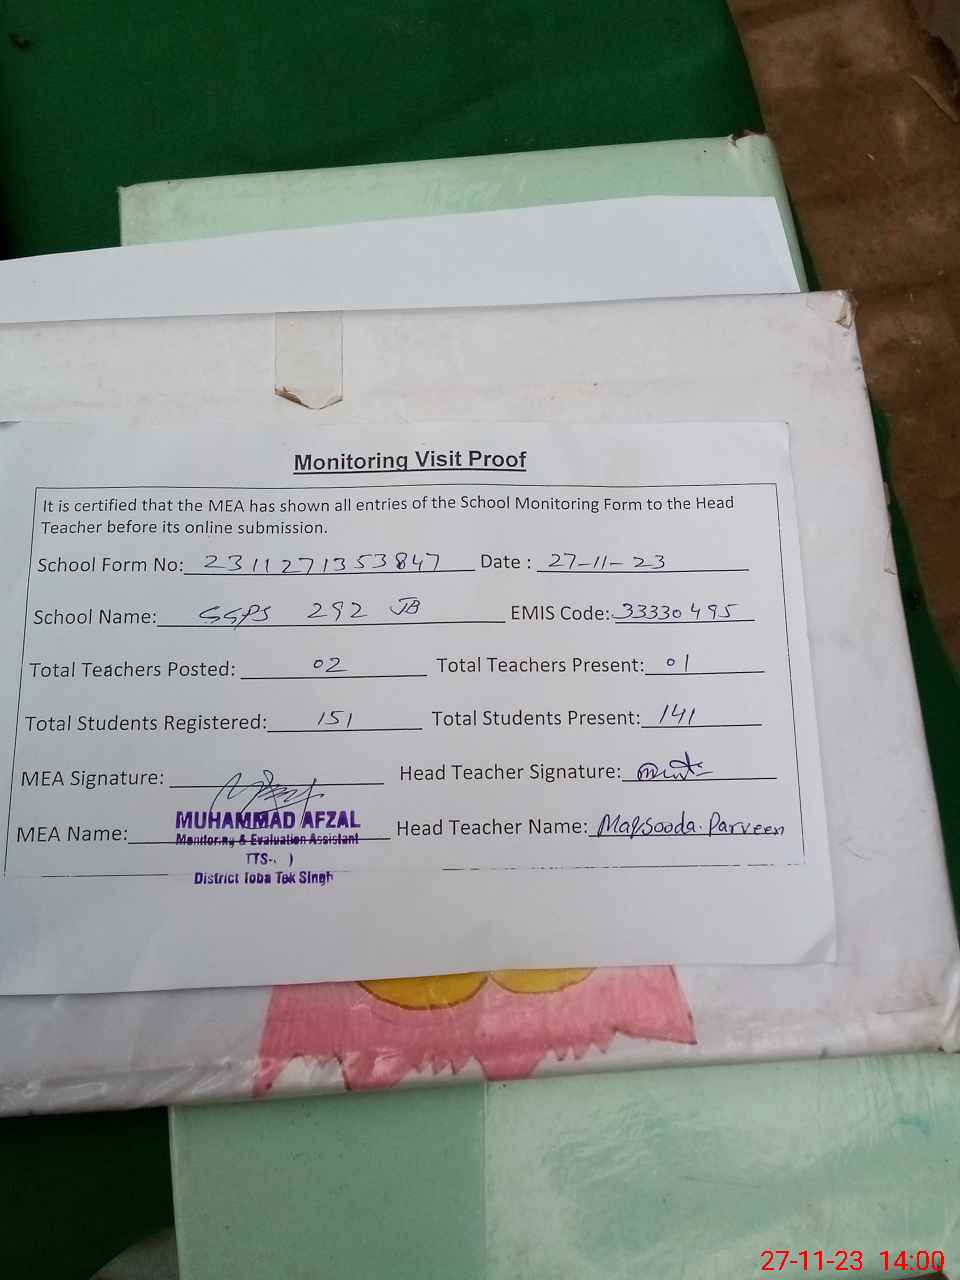 Monitoring Visit Proof
It is certified that the MEA has shown all entries of the School Monitoring Form to the Head
Teacher before its online submission.
School Form No: 2311271353847 Date : 27-11-23
School Name: GGPS 292 JB EMIS Code: 33330495
Total Teachers Posted: 02 Total Teachers Present: 01
Total Students Registered: 151 Total Students Present: 141
MEA Signature: Head Teacher Signature:
MEA Name: MUHAMMAD AFZAL Head Teacher Name: Maqsooda Parveen
Monitoring & Evaluation Assistant
District Toba Tek Singh
27-11-23 14:00